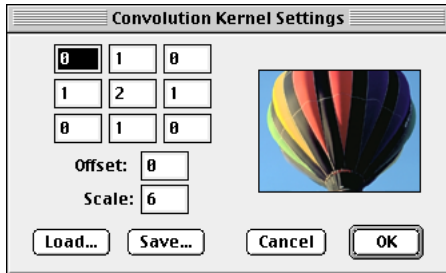 Convolution Kernel Settings
0 1 0
1 2 1
0 1 0
Offset: 0
Scale: 6
Load... Save... Cancel OK